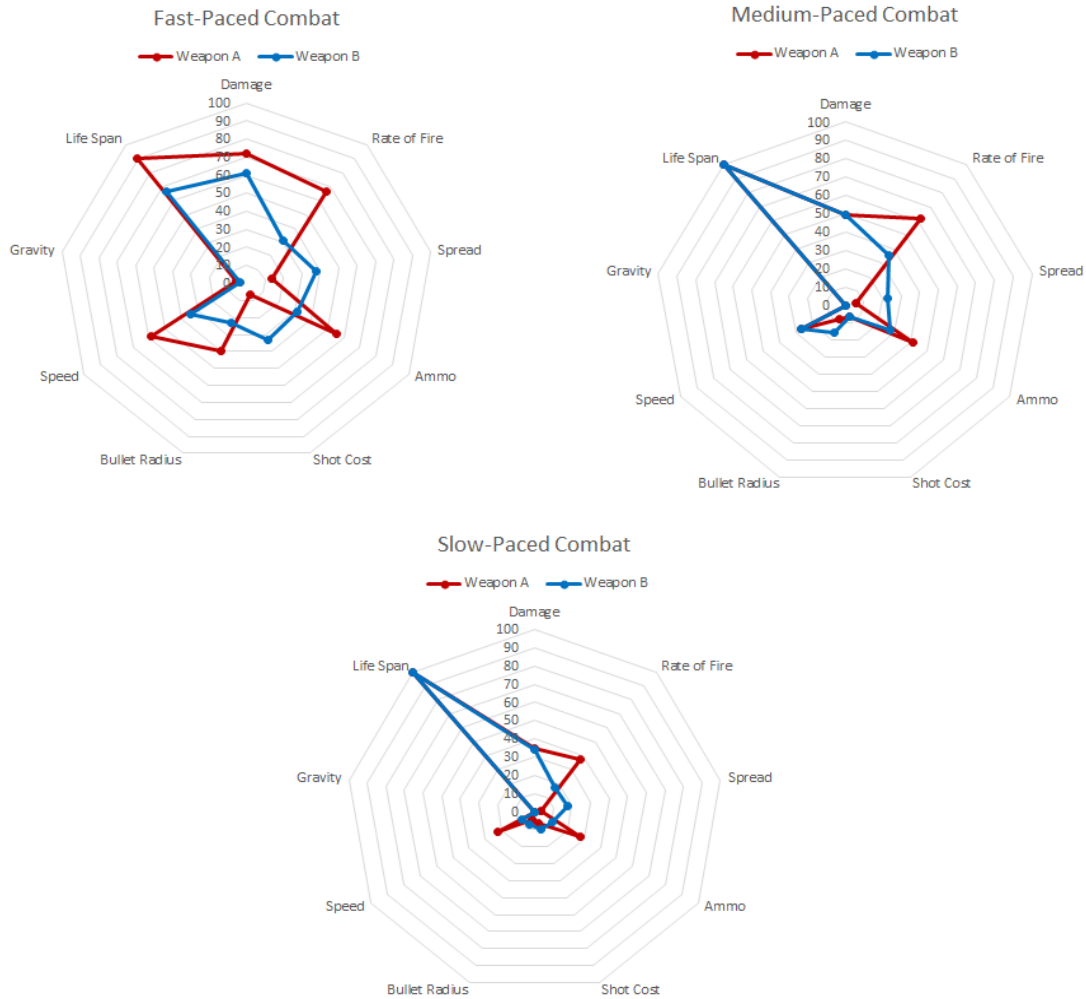 Fast-Paced Combat
Weapon A Weapon B
Damage
Rate of Fire
Spread
Ammo
Shot Cost
Bullet Radius
Speed
Gravity
Life Span
100
90
80
70
60
50
40
30
20
10
0
Medium-Paced Combat
Weapon A Weapon B
Damage
Rate of Fire
Spread
Ammo
Shot Cost
Bullet Radius
Speed
Gravity
Life Span
100
90
80
70
60
50
40
30
20
10
0
Slow-Paced Combat
Weapon A Weapon B
Damage
Rate of Fire
Spread
Ammo
Shot Cost
Bullet Radius
Speed
Gravity
Life Span
100
90
80
70
60
50
40
30
20
10
0